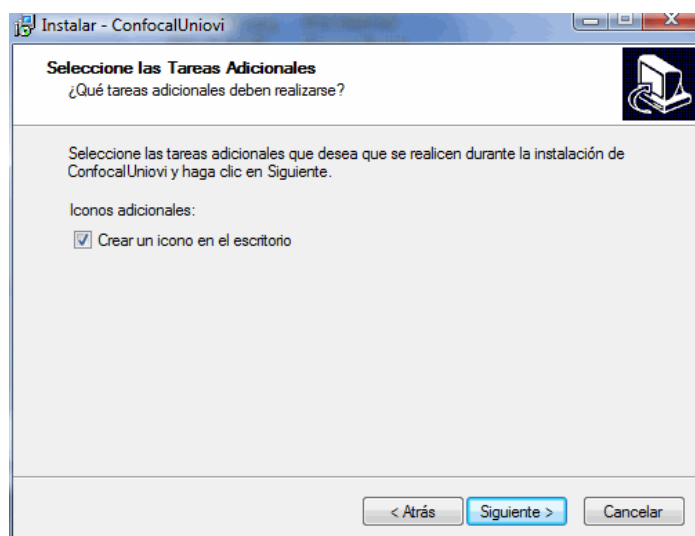 Instalar - ConfocalUniovi
Seleccione las Tareas Adicionales
¿Qué tareas adicionales deben realizarse?
Seleccione las tareas adicionales que desea que se realicen durante la instalación de
ConfocalUniovi y haga clic en Siguiente.
Iconos adicionales:
Crear un icono en el escritorio
< Atrás Siguiente > Cancelar